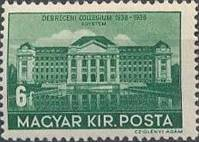 DEBRECENI COLLEGIUM 1538-1938
EGYETEM
6f
MAGYAR KIR. POSTA
CZIGLÉNYI ÁDÁM